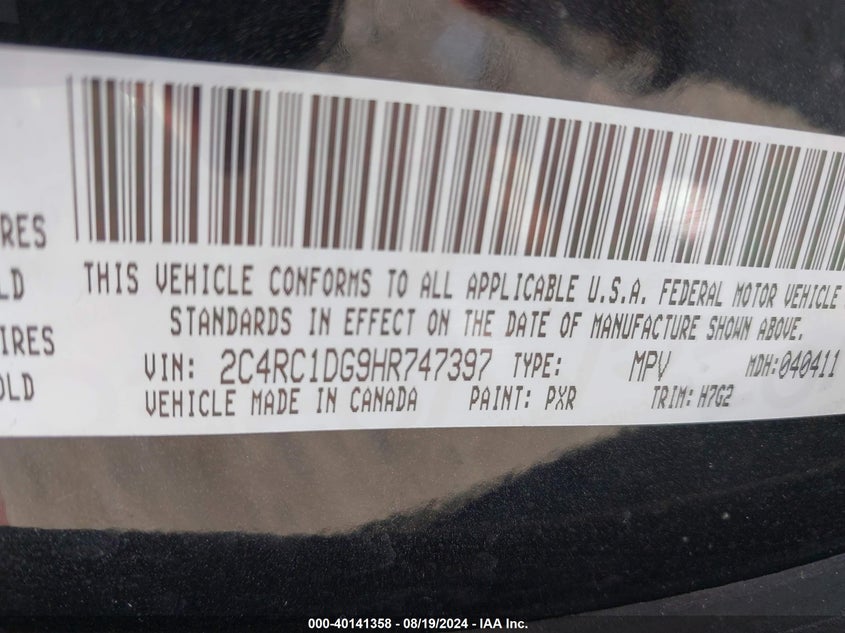 THIS VEHICLE CONFORMS TO ALL APPLICABLE U.S.A. FEDERAL MOTOR VEHICLE
STANDARDS IN EFFECT ON THE DATE OF MANUFACTURE SHOWN ABOVE.
VIN: 2C4RC1DG9HR747397 TYPE: MPV MDH: 040411
VEHICLE MADE IN CANADA PAINT: PXR TRIM: H7G2
RES
LD
IRES
OLD
000-40141358 - 08/19/2024 - IAA Inc.